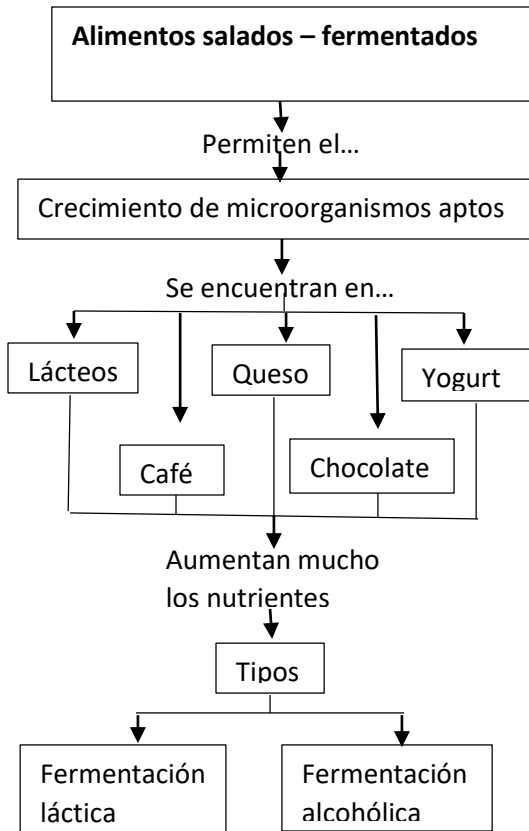 Alimentos salados – fermentados
Permiten el...
Crecimiento de microorganismos aptos
Se encuentran en...
Lácteos
Queso
Yogurt
Café
Chocolate
Aumentan mucho
los nutrientes
Tipos
Fermentación
láctica
Fermentación
alcohólica